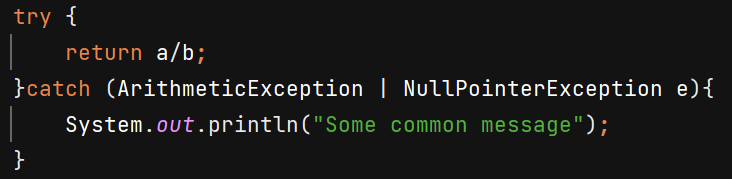 try {
    return a/b;
}catch (ArithmeticException | NullPointerException e){
    System.out.println("Some common message");
}